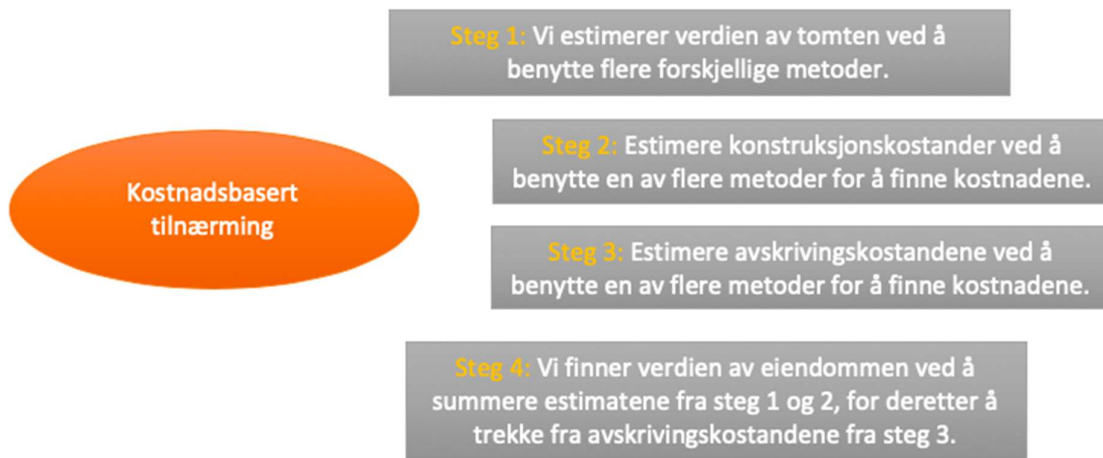 Steg 1: Vi estimerer verdien av tomten ved å
benytte flere forskjellige metoder.
Kostnadsbasert
tilnærming
Steg 2: Estimere konstruksjonskostander ved å
benytte en av flere metoder for å finne kostnadene.
Steg 3: Estimere avskrivingskostandene ved å
benytte en av flere metoder for å finne kostnadene.
Steg 4: Vi finner verdien av eiendommen ved å
summere estimatene fra steg 1 og 2, for deretter å
trekke fra avskrivingskostandene fra steg 3.